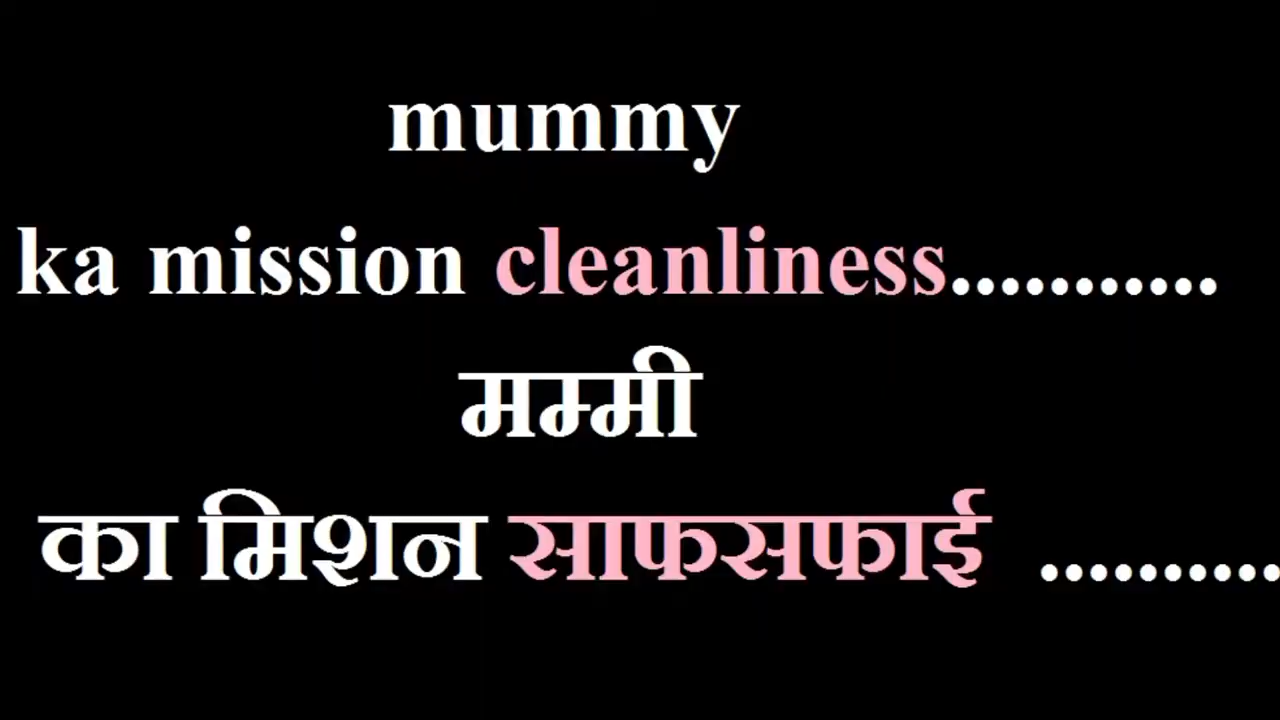 mummy
ka mission cleanliness...........
मम्मी
का मिशन साफसफाई ..........